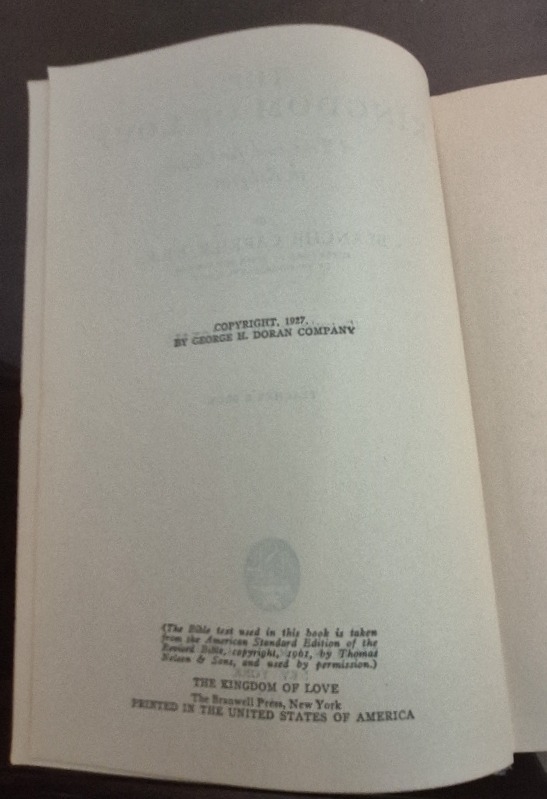 COPYRIGHT, 1927,
BY GEORGE H. DORAN COMPANY
(The Bible text used in this book is taken
from the American Standard Edition of the
Revised Bible, copyright, 1901, by Thomas
Nelson & Sons, and used by permission.)
THE KINGDOM OF LOVE
The Branwell Press, New York
PRINTED IN THE UNITED STATES OF AMERICA